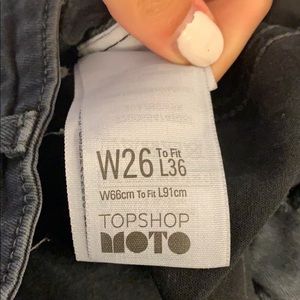 W26 To Fit L36
W66cm To Fit L91cm
TOPSHOP
MOTO